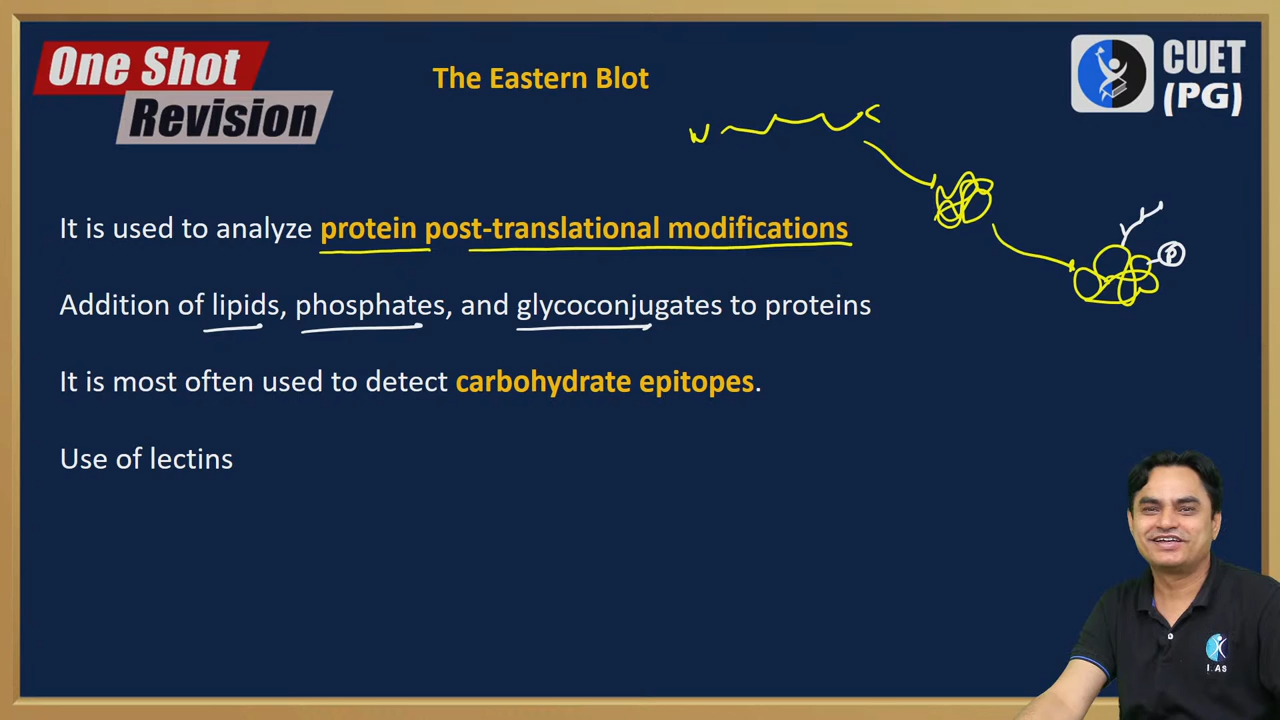 One Shot
Revision
The Eastern Blot
CUET
(PG)
N
C
It is used to analyze protein post-translational modifications
P
Addition of lipids, phosphates, and glycoconjugates to proteins
It is most often used to detect carbohydrate epitopes.
Use of lectins
I. AS